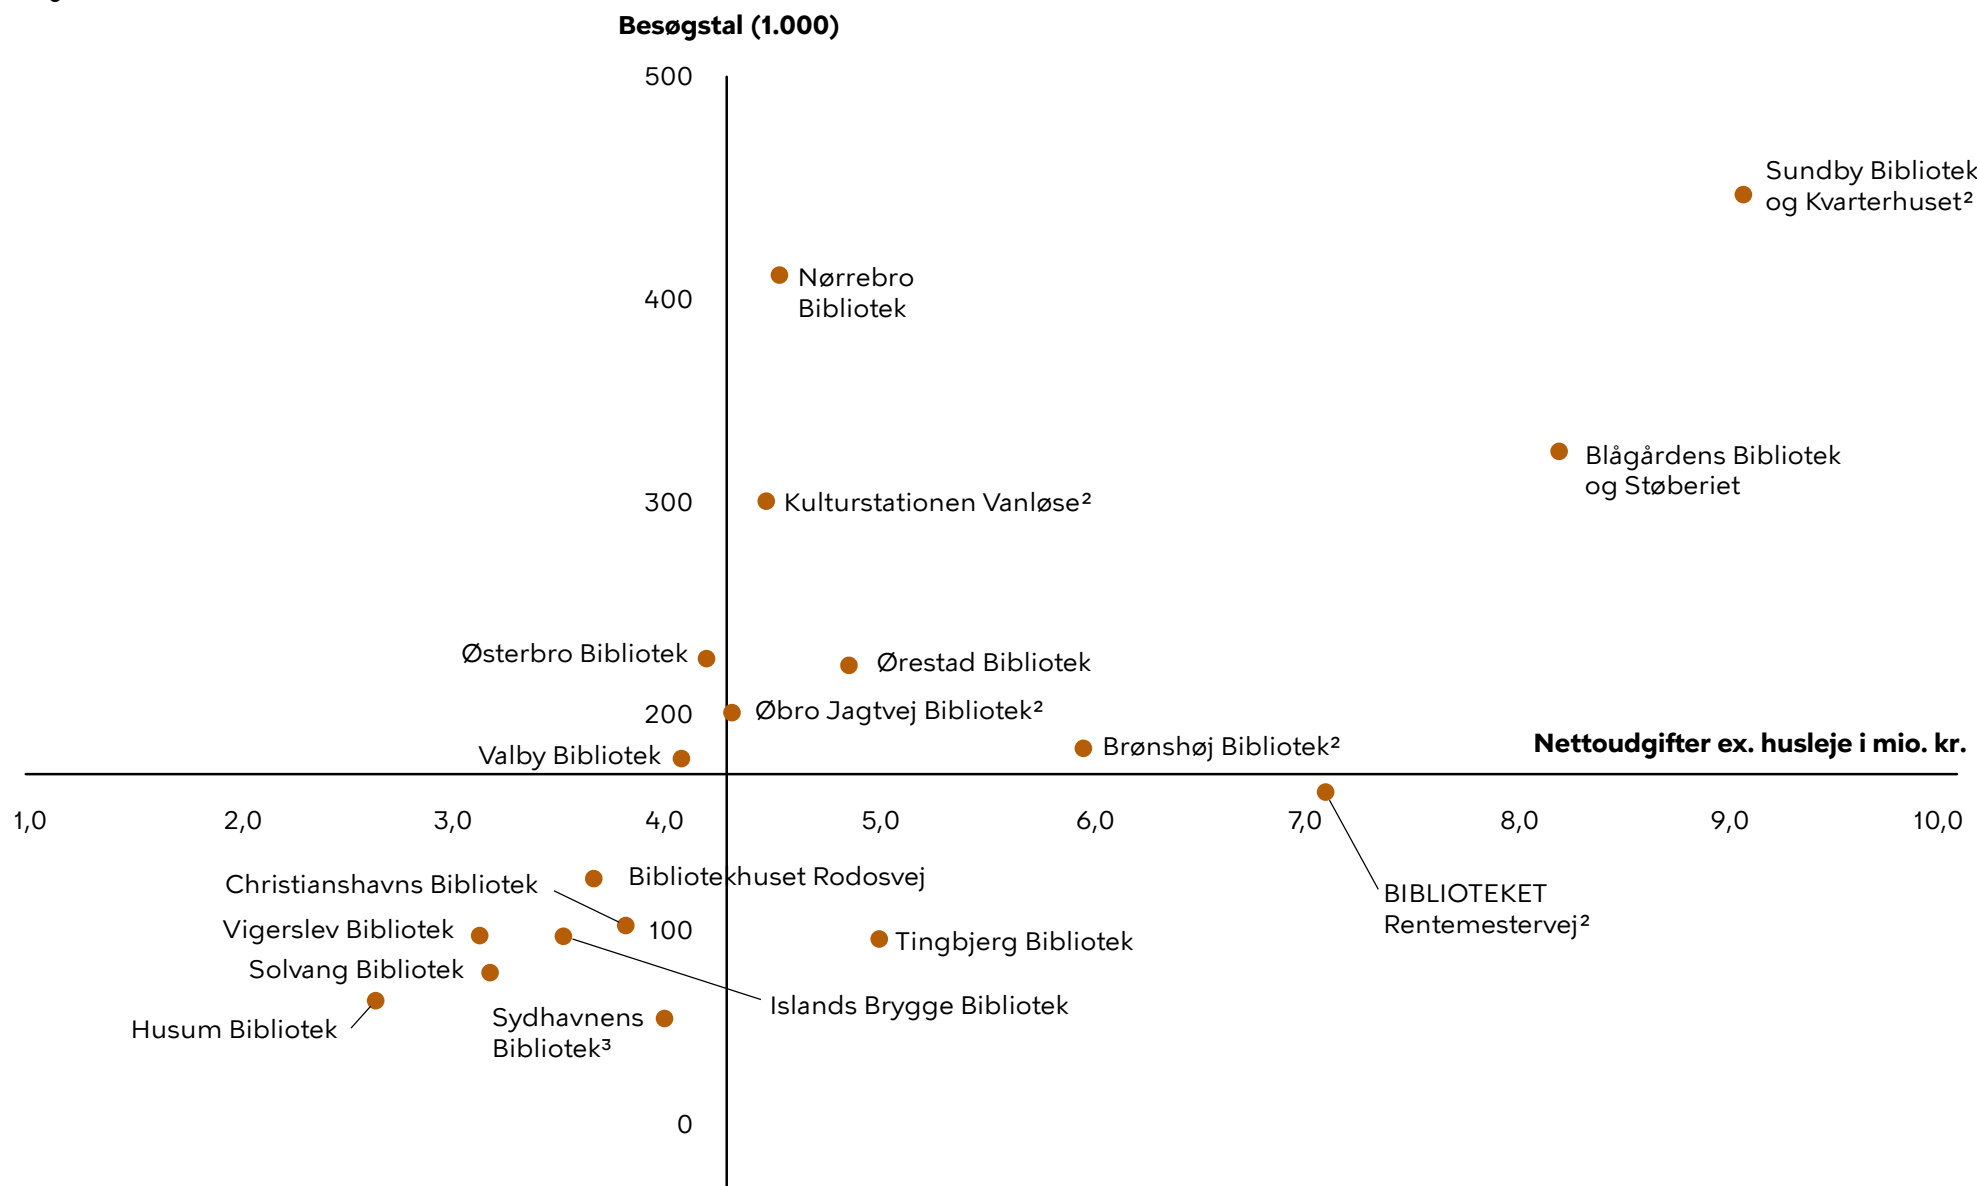 Besøgstal (1.000)
500
Sundby Bibliotek
og Kvarterhuset²
Nørrebro
Bibliotek
400
Blågårdens Bibliotek
og Støberiet
300
Kulturstationen Vanløse²
Østerbro Bibliotek
Ørestad Bibliotek
200
Øbro Jagtvej Bibliotek²
Valby Bibliotek
Brønshøj Bibliotek²
Nettoudgifter ex. husleje i mio. kr.
1,0 2,0 3,0 4,0 5,0 6,0 7,0 8,0 9,0 10,0
Bibliotekhuset Rodosvej
Christianshavns Bibliotek
BIBLIOTEKET
Rentemestervej²
Vigerslev Bibliotek
100
Tingbjerg Bibliotek
Solvang Bibliotek
Islands Brygge Bibliotek
Husum Bibliotek
Sydhavnens
Bibliotek³
0